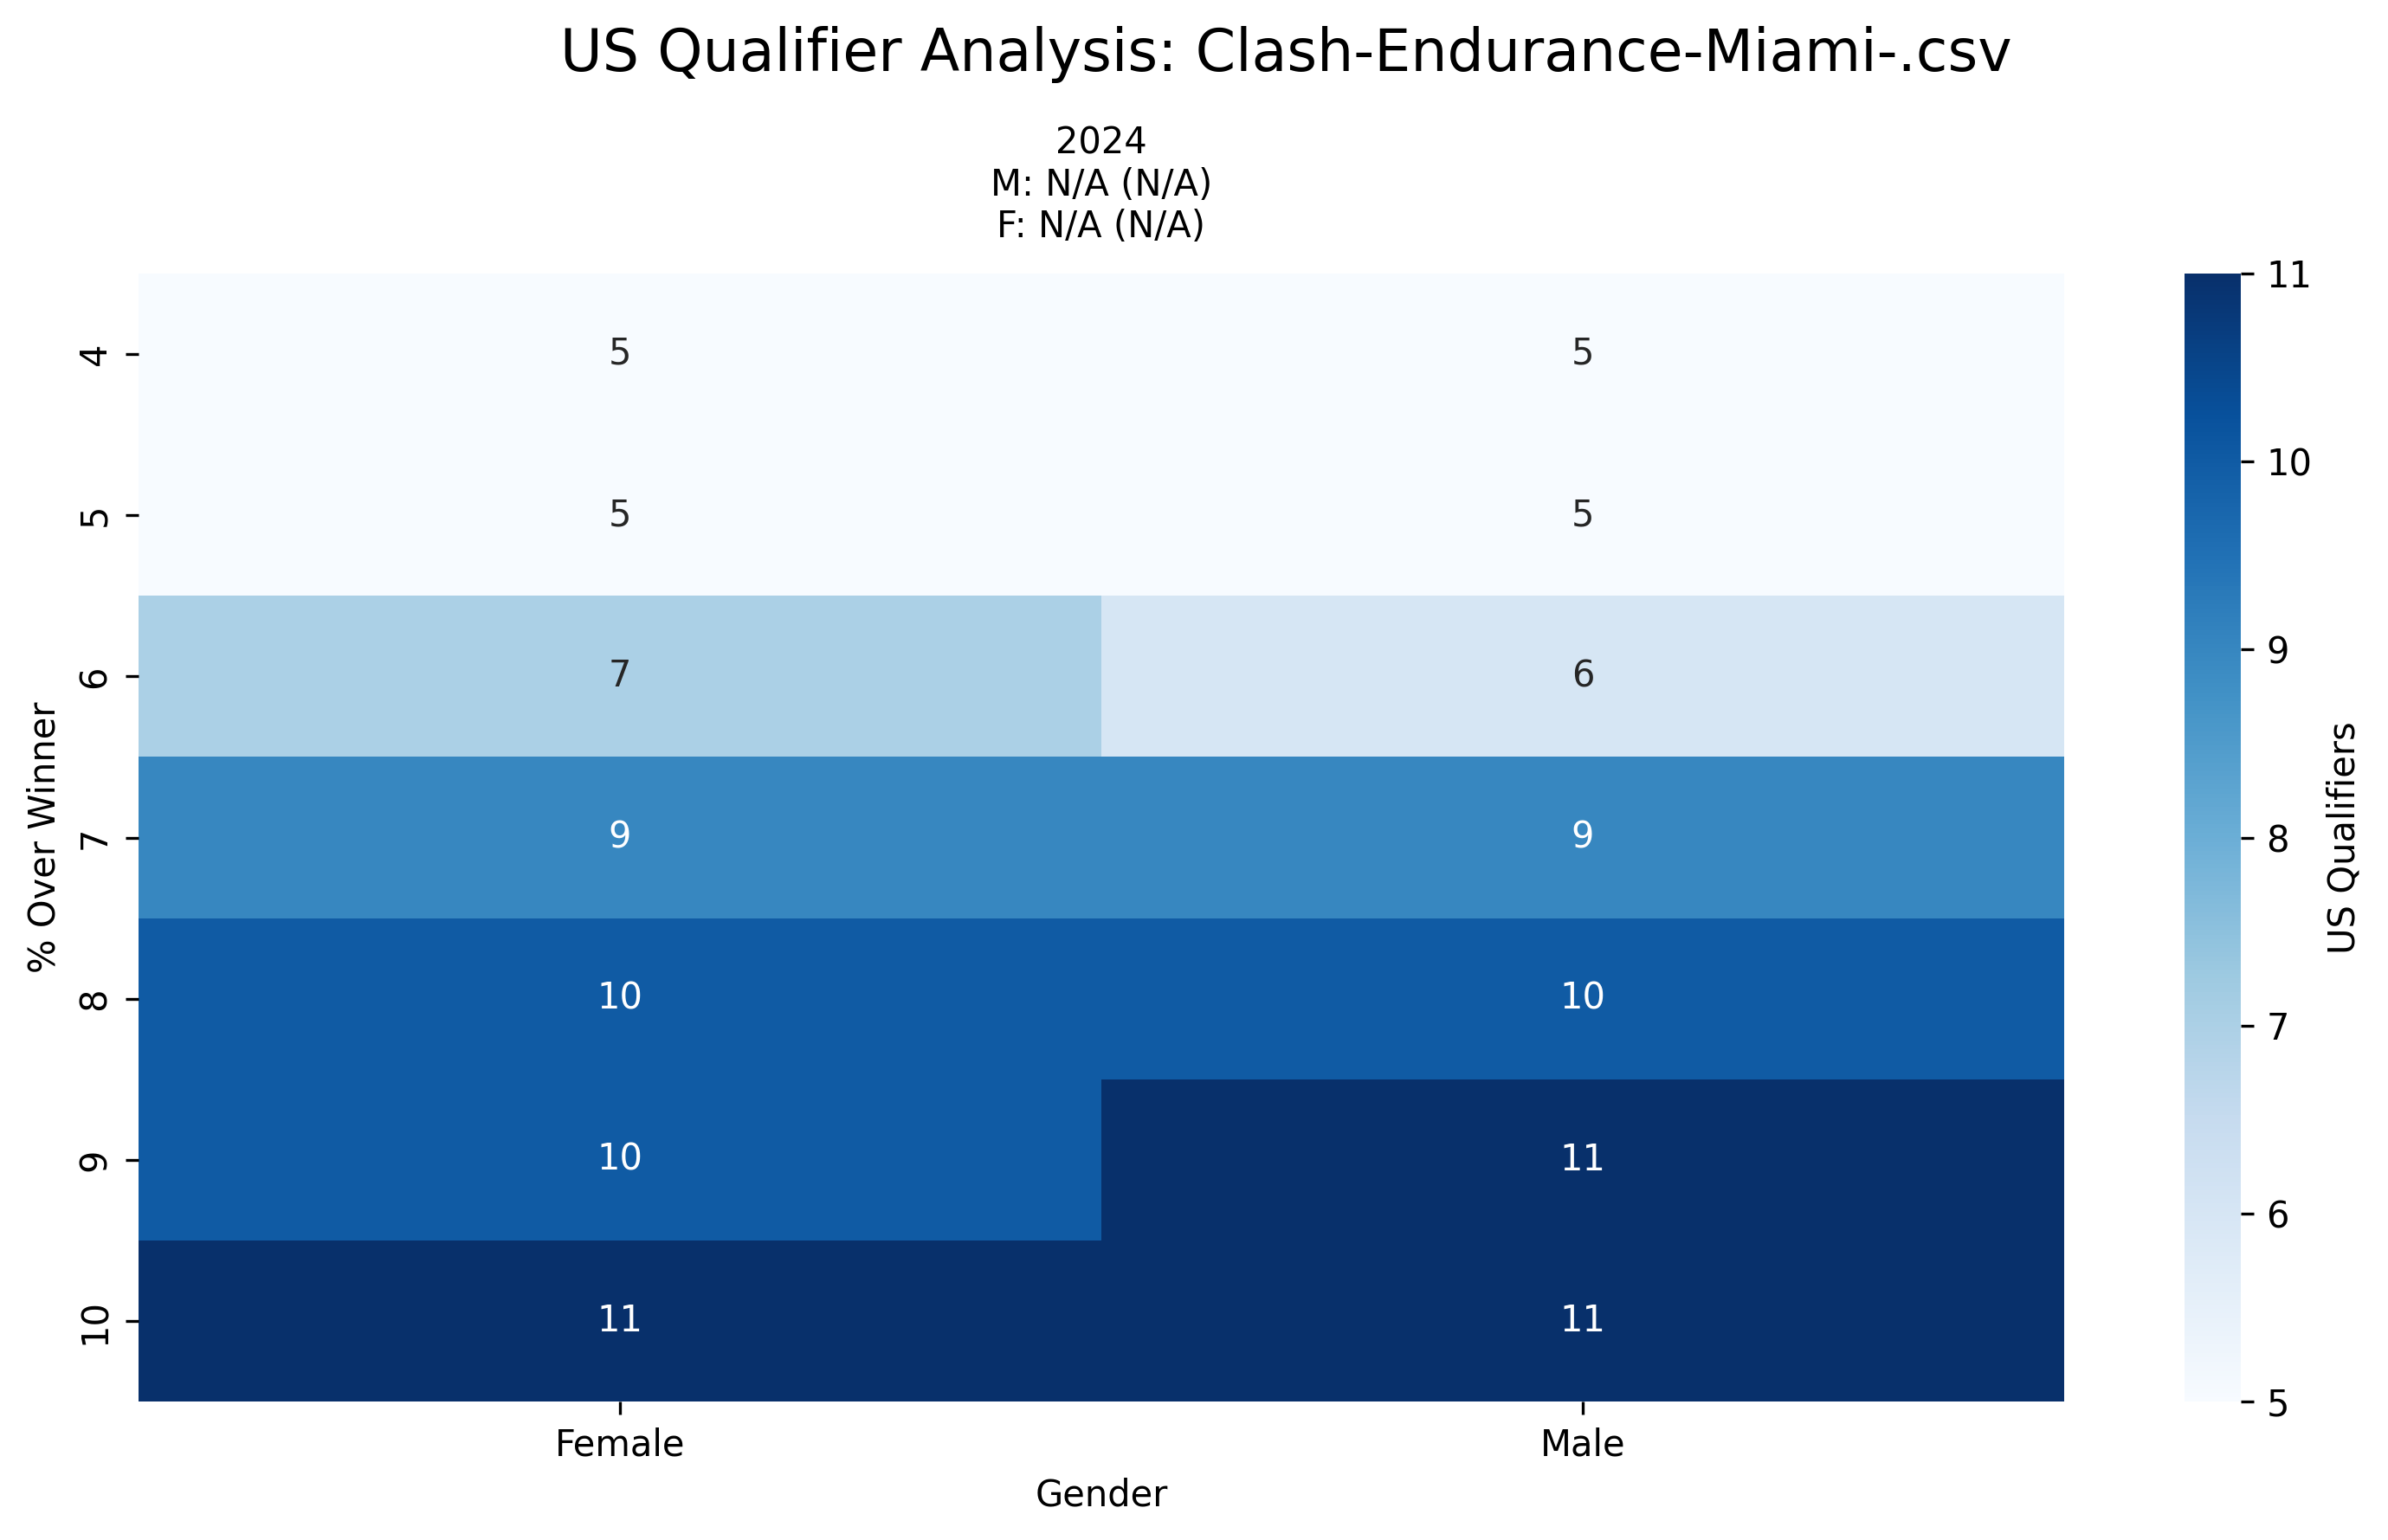 US Qualifier Analysis: Clash-Endurance-Miami-.csv
2024
M: N/A (N/A)
F: N/A (N/A)
% Over Winner
4 5 5
5 5 5
6 7 6
7 9 9
8 10 10
9 10 11
10 11 11
Female Male
Gender
11
10
9
8
7
6
5
US Qualifiers